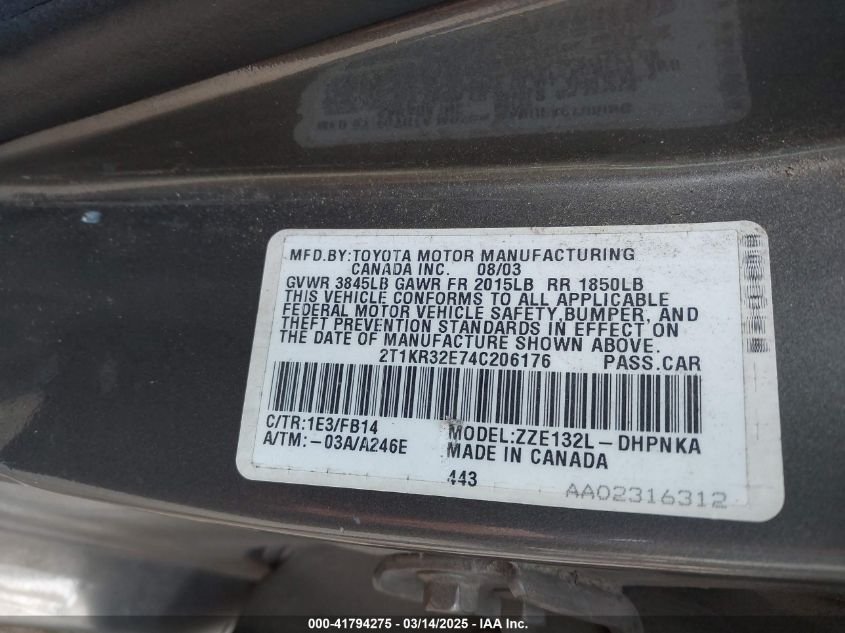 MFD.BY:TOYOTA MOTOR MANUFACTURING
CANADA INC. 08/03
GVWR 3845LB GAWR FR 2015LB RR 1850LB
THIS VEHICLE CONFORMS TO ALL APPLICABLE
FEDERAL MOTOR VEHICLE SAFETY,BUMPER, AND
THEFT PREVENTION STANDARDS IN EFFECT ON
THE DATE OF MANUFACTURE SHOWN ABOVE.
2T1KR32E74C206176 PASS.CAR
C/TR:1E3/FB14
A/TM:-03A/A246E
MODEL:ZZE132L-DHPNKA
MADE IN CANADA
443
AA02316312
000-41794275 - 03/14/2025 - IAA Inc.